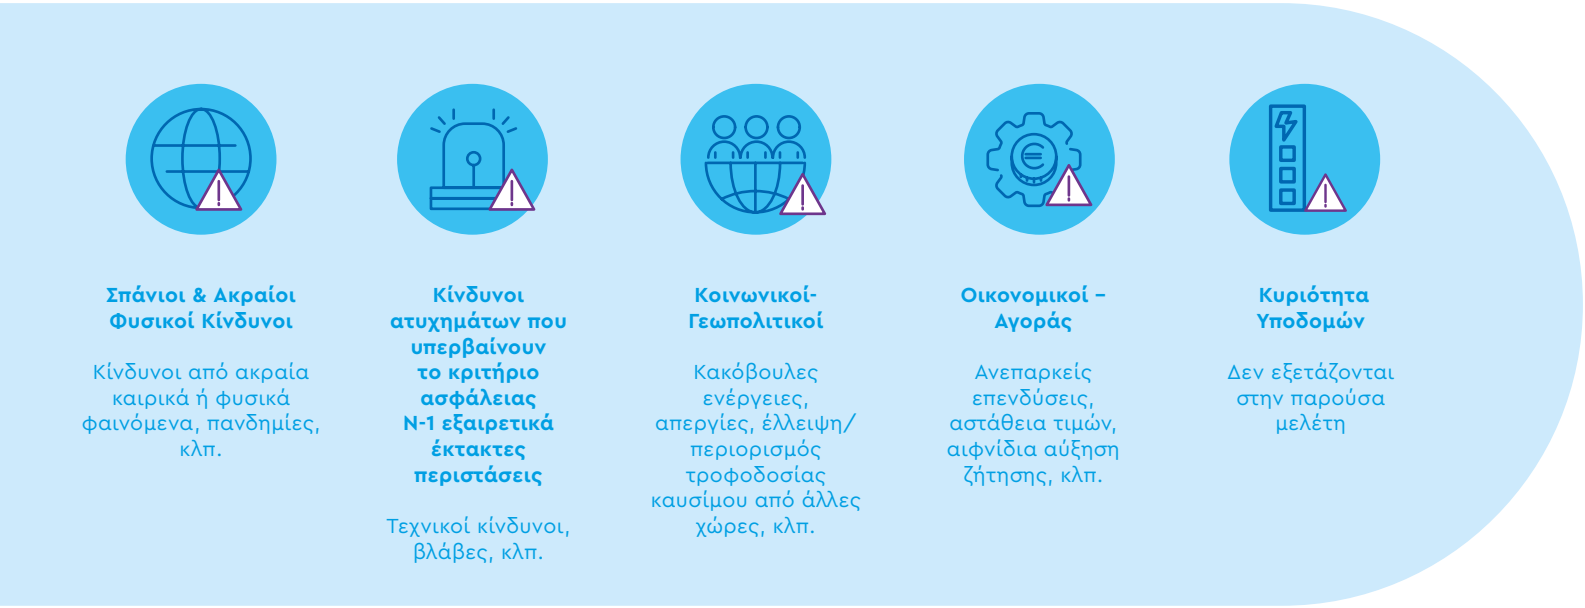 Σπάνιοι & Ακραίοι
Φυσικοί Κίνδυνοι
Κίνδυνοι από ακραία
καιρικά ή φυσικά
φαινόμενα, πανδημίες,
κλπ.
Κίνδυνοι
ατυχημάτων που
υπερβαίνουν
το κριτήριο
ασφάλειας
N-1 εξαιρετικά
έκτακτες
περιστάσεις
Τεχνικοί κίνδυνοι,
βλάβες, κλπ.
Κοινωνικοί-
Γεωπολιτικοί
Κακόβουλες
ενέργειες,
απεργίες, έλλειψη/
περιορισμός
τροφοδοσίας
καυσίμου από άλλες
χώρες, κλπ.
Οικονομικοί –
Αγοράς
Ανεπαρκείς
επενδύσεις,
αστάθεια τιμών,
αιφνίδια αύξηση
ζήτησης, κλπ.
Κυριότητα
Υποδομών
Δεν εξετάζονται
στην παρούσα
μελέτη